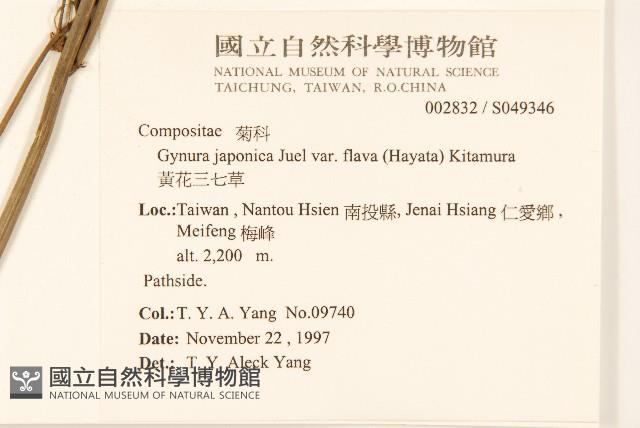 國立自然科學博物館
NATIONAL MUSEUM OF NATURAL SCIENCE
TAICHUNG, TAIWAN, R.O.CHINA
002832 / S049346
Compositae 菊科
Gynura japonica Juel var. flava (Hayata) Kitamura
黃花三七草
Loc.:Taiwan , Nantou Hsien 南投縣, Jenai Hsiang 仁愛鄉 ,
Meifeng 梅峰
alt. 2,200 m.
Pathside.
Col.: T. Y. A. Yang No.09740
Date: November 22 , 1997
Det.: T. Y. Aleck Yang
國立自然科學博物館
NATIONAL MUSEUM OF NATURAL SCIENCE